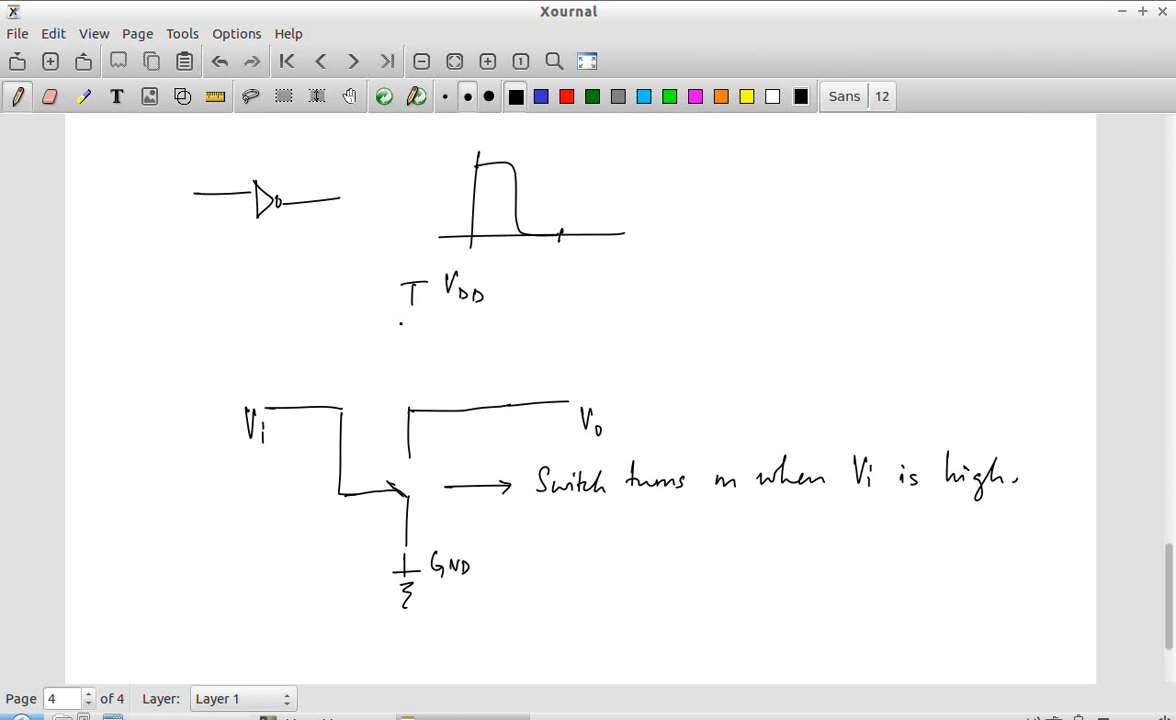 Xournal
File Edit View Page Tools Options Help
Sans 12
VDD
Vi
Vo
Switch turns on when Vi is high.
GND
Page 4 of 4 Layer: Layer 1